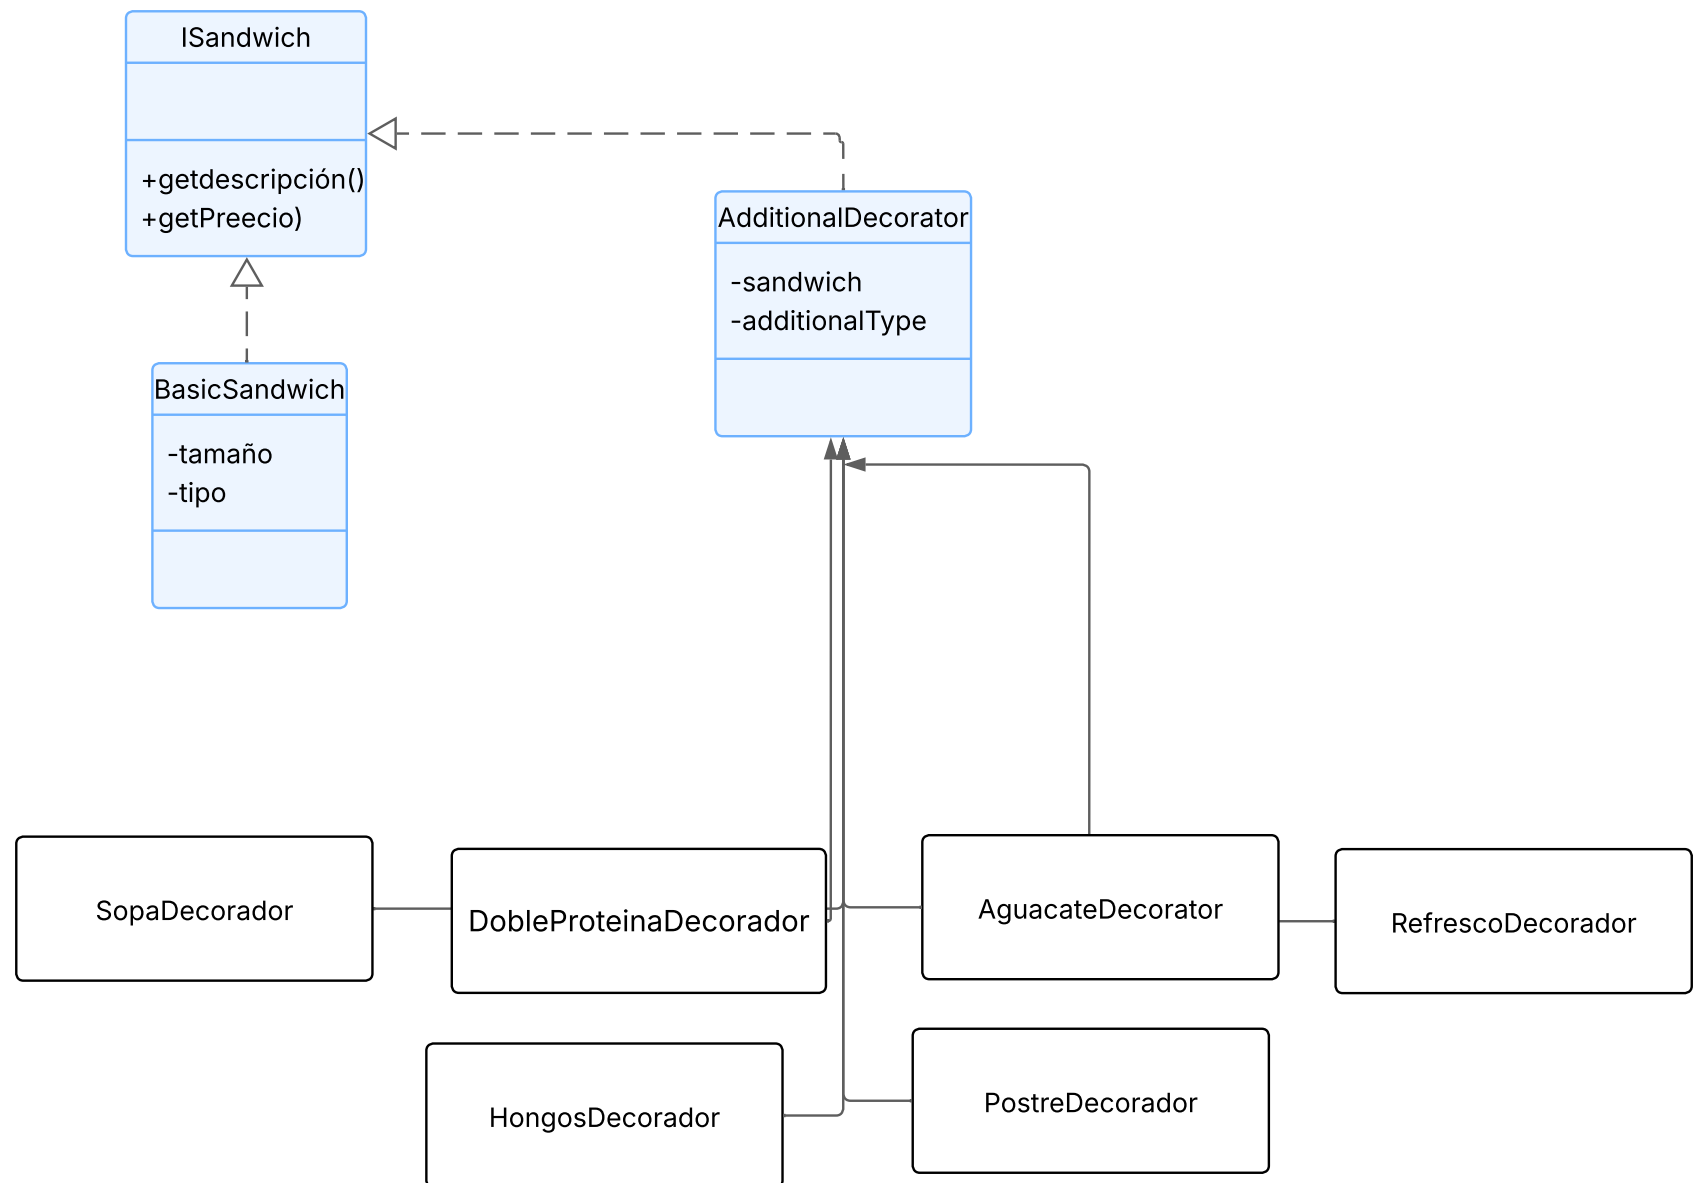 ISandwich
+getdescripción()
+getPreecio)
AdditionalDecorator
-sandwich
-additionalType
BasicSandwich
-tamaño
-tipo
SopaDecorador
DobleProteinaDecorador
AguacateDecorator
RefrescoDecorador
HongosDecorador
PostreDecorador